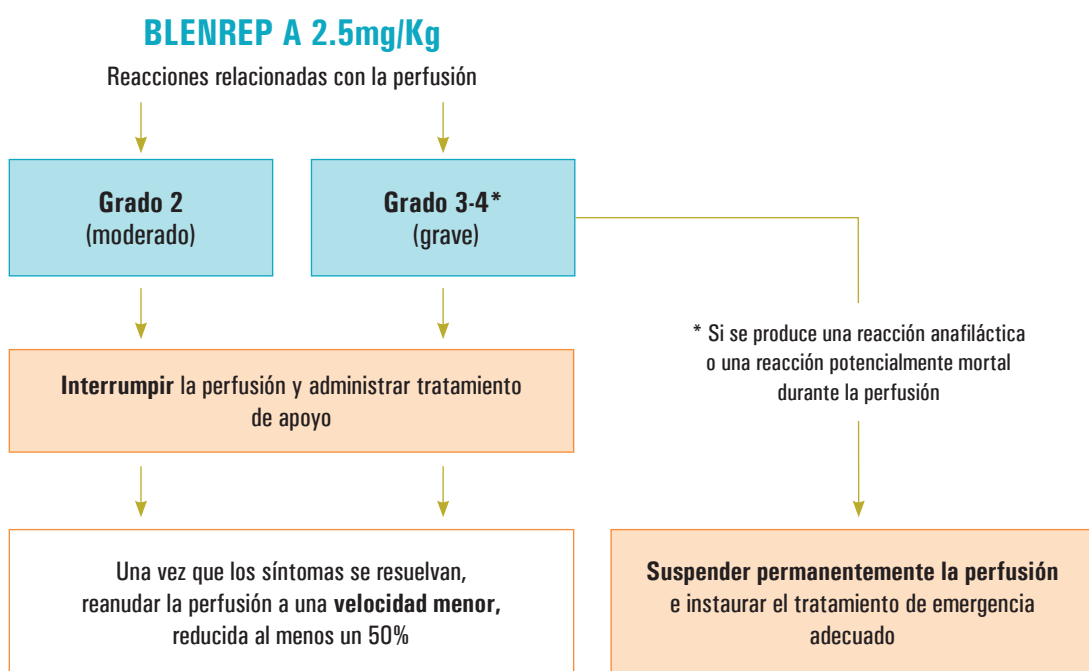 BLENREP A 2.5mg/Kg
Reacciones relacionadas con la perfusión
Grado 2
(moderado)
Grado 3-4*
(grave)
* Si se produce una reacción anafiláctica
o una reacción potencialmente mortal
durante la perfusión
Interrumpir la perfusión y administrar tratamiento
de apoyo
Una vez que los síntomas se resuelvan,
reanudar la perfusión a una velocidad menor,
reducida al menos un 50%
Suspender permanentemente la perfusión
e instaurar el tratamiento de emergencia
adecuado